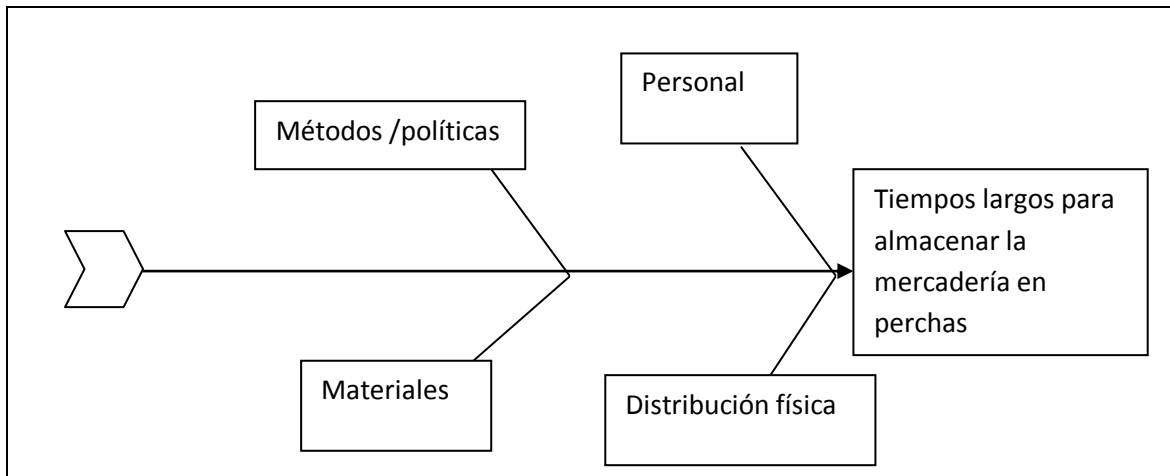 Personal
Métodos /políticas
Tiempos largos para
almacenar la
mercadería en
perchas
Materiales
Distribución física